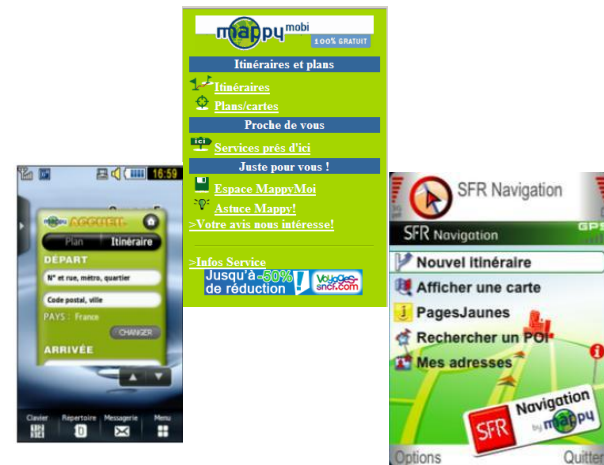 16:59
mappy ACCUEIL
Plan Itinéraire
DÉPART
N° et rue, métro, quartier
Code postal, ville
PAYS : France
CHANGER
ARRIVÉE
Clavier Répertoire Messagerie Menu
mappy mobi
100% GRATUIT
Itinéraires et plans
Itinéraires
Plans/cartes
Proche de vous
ici
Services prés d'ici
Juste pour vous !
Espace MappyMoi
Astuce Mappy!
>Votre avis nous intéresse!
>Infos Service
Jusqu'à -50%
de réduction ! Voyages-
sncf.com
SFR Navigation
SFR Navigation GPS
Nouvel itinéraire
Afficher une carte
PagesJaunes
Rechercher un POI
Mes adresses
SFR Navigation
by mappy
Options Quitter